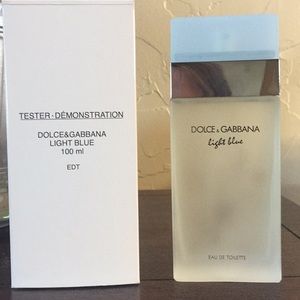 TESTER-DÉMONSTRATION
DOLCE&GABBANA
LIGHT BLUE
100 ml
EDT
DOLCE & GABBANA
light blue
EAU DE TOILETTE